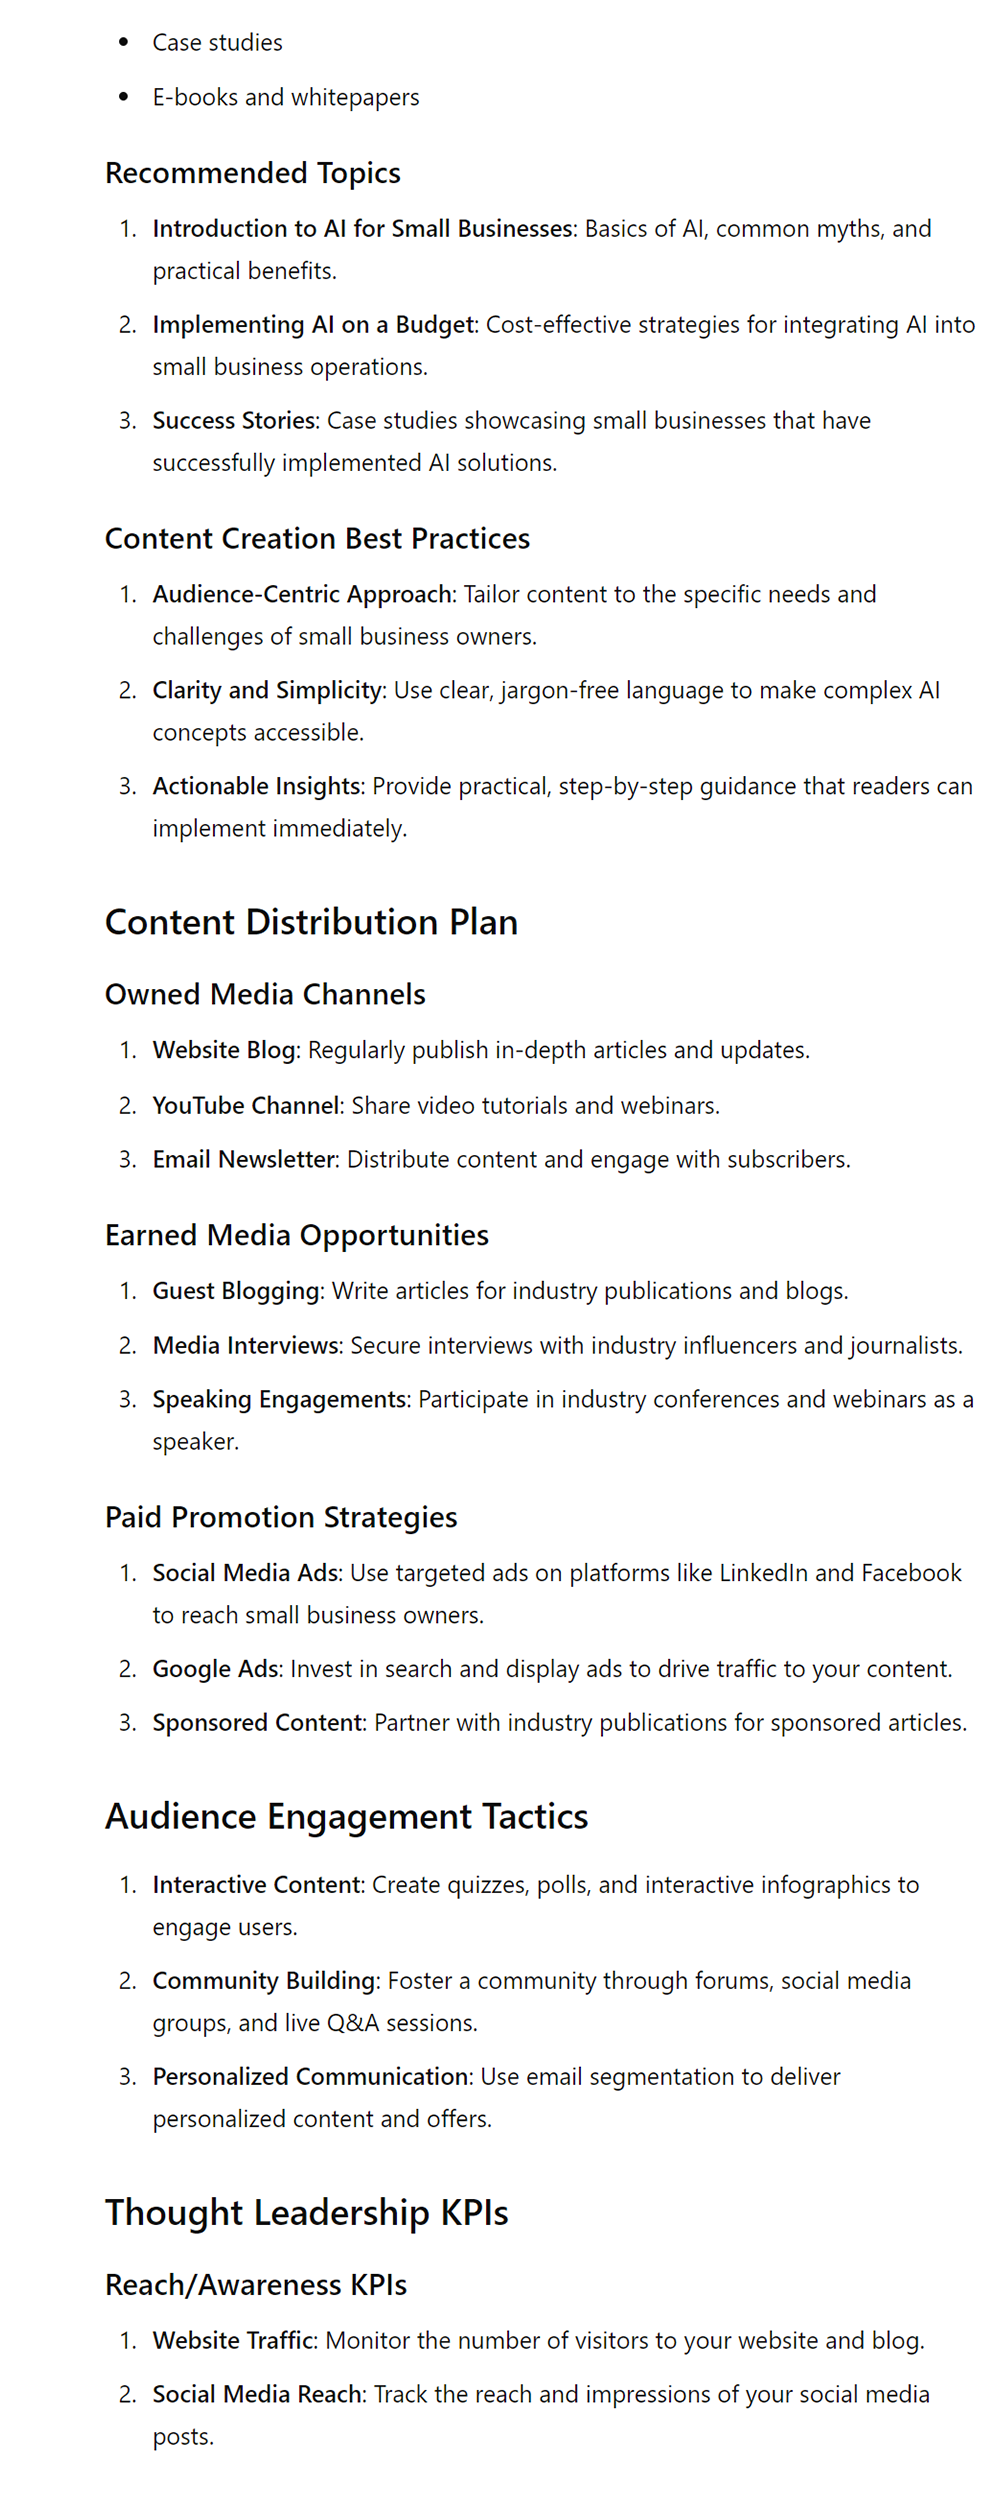 • Case studies
• E-books and whitepapers
Recommended Topics
1. Introduction to AI for Small Businesses: Basics of AI, common myths, and
practical benefits.
2. Implementing AI on a Budget: Cost-effective strategies for integrating AI into
small business operations.
3. Success Stories: Case studies showcasing small businesses that have
successfully implemented AI solutions.
Content Creation Best Practices
1. Audience-Centric Approach: Tailor content to the specific needs and
challenges of small business owners.
2. Clarity and Simplicity: Use clear, jargon-free language to make complex AI
concepts accessible.
3. Actionable Insights: Provide practical, step-by-step guidance that readers can
implement immediately.
Content Distribution Plan
Owned Media Channels
1. Website Blog: Regularly publish in-depth articles and updates.
2. YouTube Channel: Share video tutorials and webinars.
3. Email Newsletter: Distribute content and engage with subscribers.
Earned Media Opportunities
1. Guest Blogging: Write articles for industry publications and blogs.
2. Media Interviews: Secure interviews with industry influencers and journalists.
3. Speaking Engagements: Participate in industry conferences and webinars as a
speaker.
Paid Promotion Strategies
1. Social Media Ads: Use targeted ads on platforms like LinkedIn and Facebook
to reach small business owners.
2. Google Ads: Invest in search and display ads to drive traffic to your content.
3. Sponsored Content: Partner with industry publications for sponsored articles.
Audience Engagement Tactics
1. Interactive Content: Create quizzes, polls, and interactive infographics to
engage users.
2. Community Building: Foster a community through forums, social media
groups, and live Q&A sessions.
3. Personalized Communication: Use email segmentation to deliver
personalized content and offers.
Thought Leadership KPIs
Reach/Awareness KPIs
1. Website Traffic: Monitor the number of visitors to your website and blog.
2. Social Media Reach: Track the reach and impressions of your social media
posts.